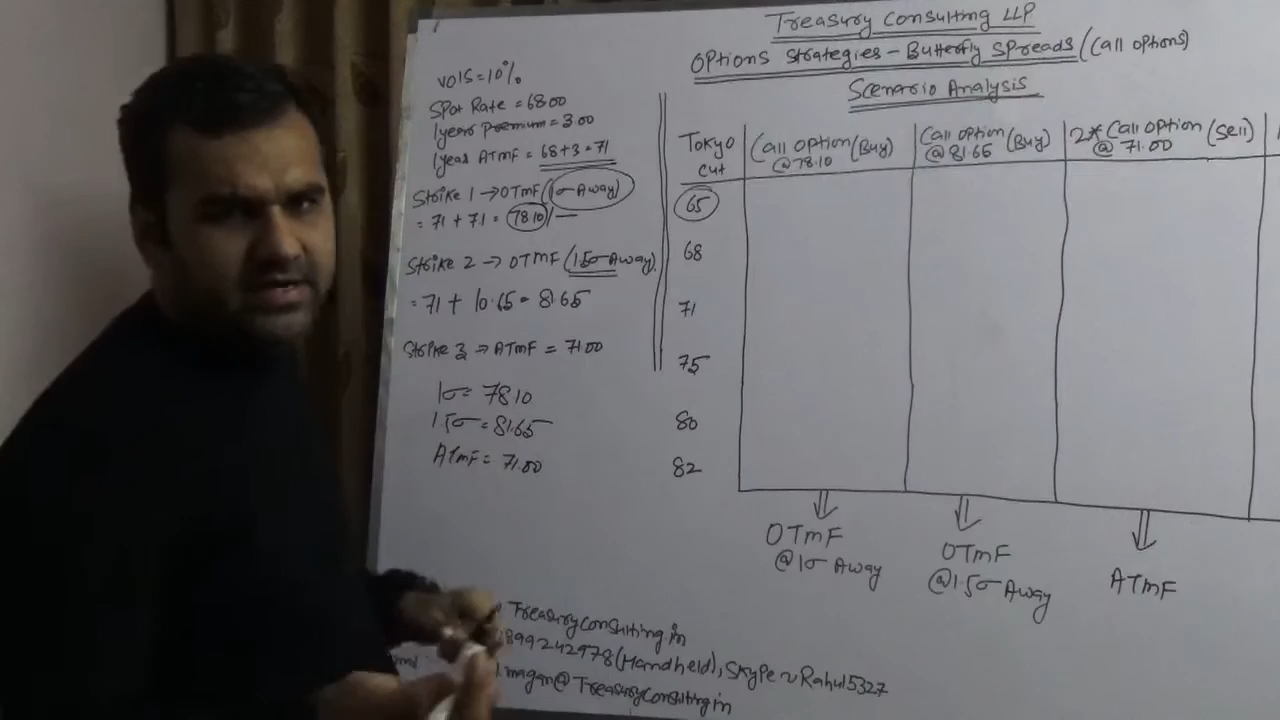 Treasury Consulting LLP
Options Strategies - Butterfly Spreads (Call Options)
Scenario Analysis
Vols = 10%
Spot Rate = 68.00
1 year Premium = 3.00
1 year ATMF = 68 + 3 = 71
Strike 1 → OTMF (1σ Away)
= 71 + 7.1 = 78.10/-
Strike 2 → OTMF (1.5σ Away)
= 71 + 10.65 = 81.65
Strike 3 → ATMF = 71.00
1σ = 78.10
1.5σ = 81.65
ATMF = 71.00
Tokyo Cut
Call Option (Buy) @ 78.10
Call Option (Buy) @ 81.65
2* Call Option (Sell) @ 71.00
65
68
71
75
80
82
OTMF
@ 1σ Away
OTMF
@ 1.5σ Away
ATMF
Treasuryconsulting.in
899242978 (Handheld), Skype ~ Rahul5327
.magan@Treasuryconsulting.in